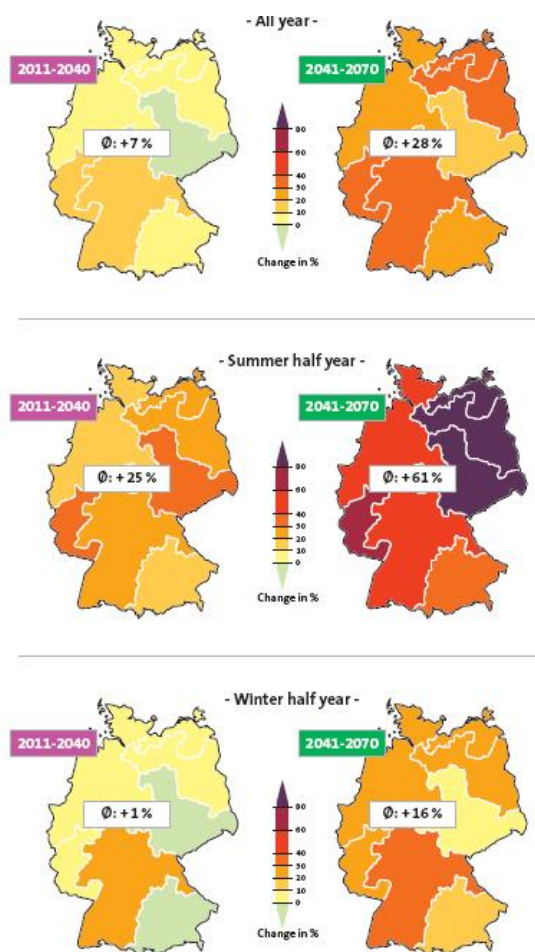 - All year -
2011-2040
2041-2070
Ø: +7 %
Ø: +28 %
80
60
40
30
20
10
0
Change in %
- Summer half year -
2011-2040
2041-2070
Ø: +25 %
Ø: +61 %
80
60
40
30
20
10
0
Change in %
- Winter half year -
2011-2040
2041-2070
Ø: +1 %
Ø: +16 %
80
60
40
30
20
10
0
Change in %